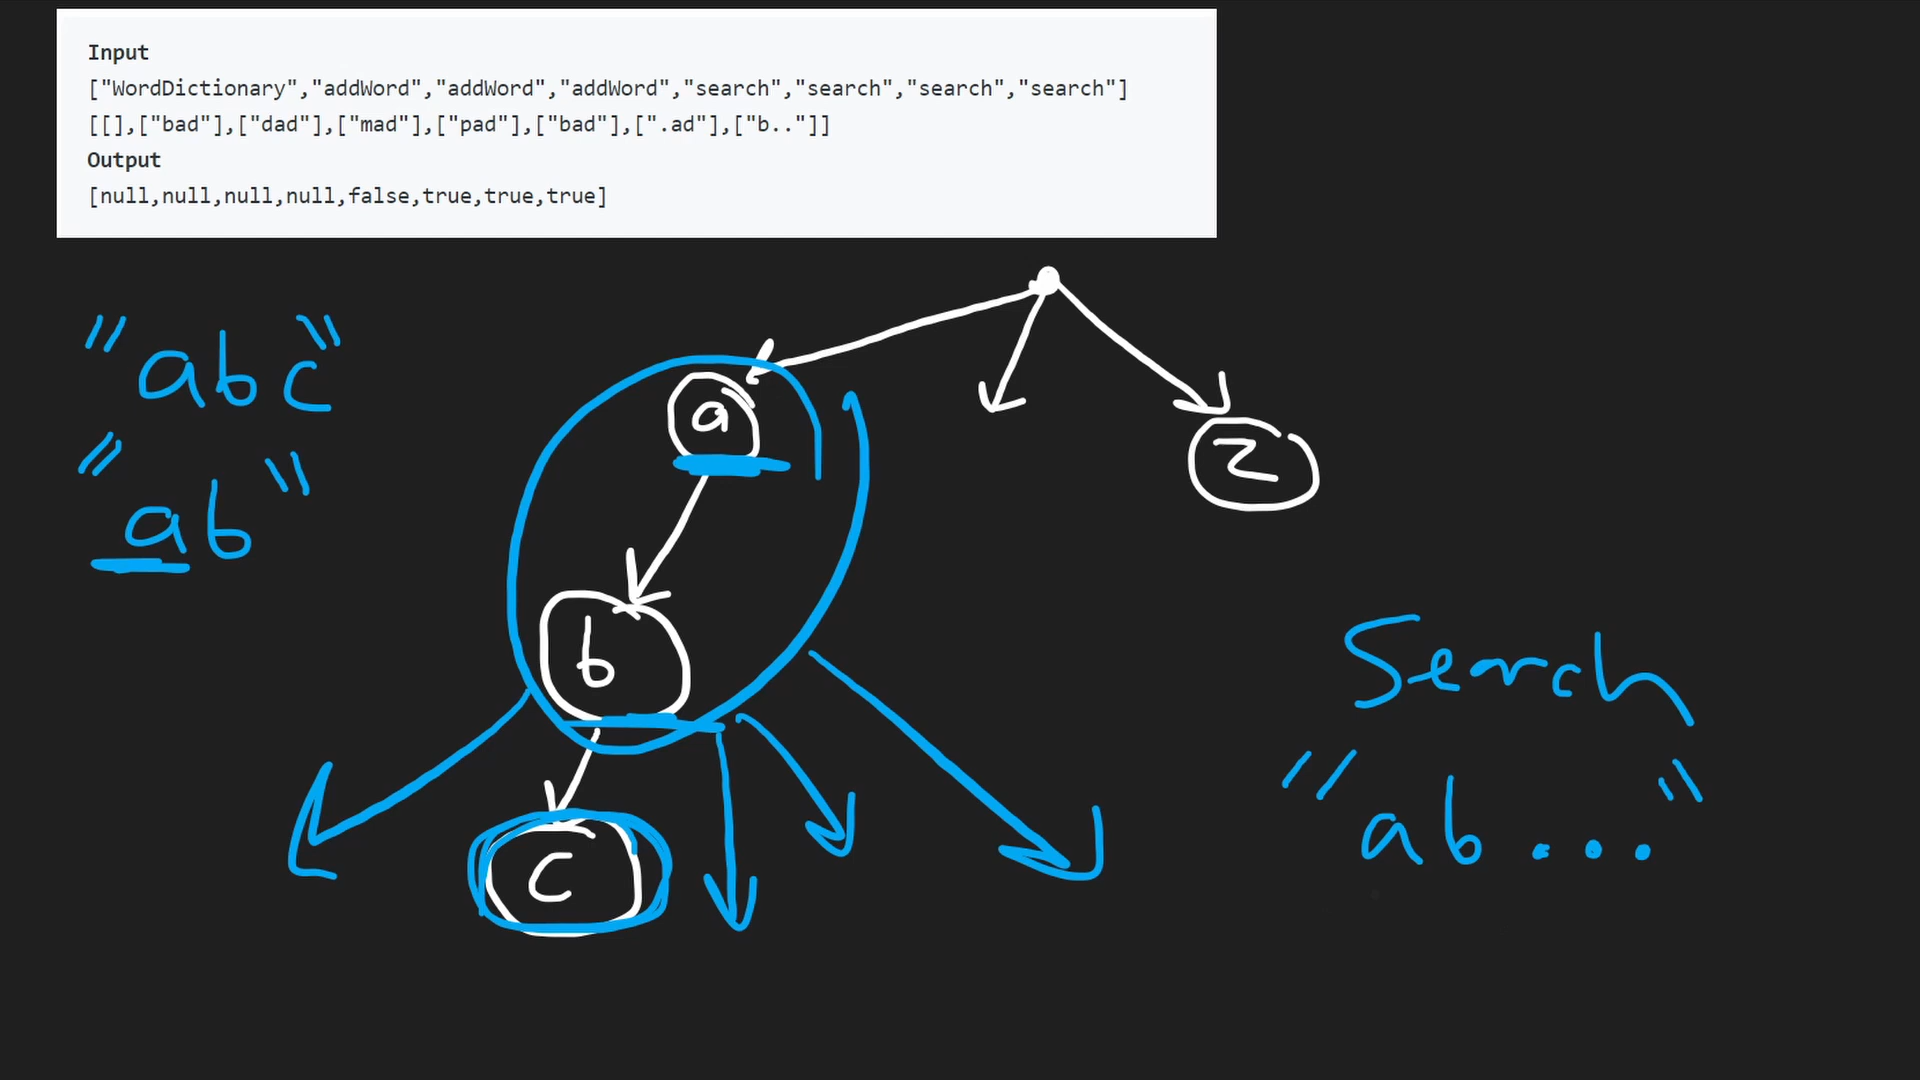 Input
["WordDictionary","addWord","addWord","addWord","search","search","search","search"]
[[],["bad"],["dad"],["mad"],["pad"],["bad"],[".ad"],["b.."]]
Output
[null,null,null,null,false,true,true,true]
"abc"
"ab"
a
z
b
c
Search
"ab..."